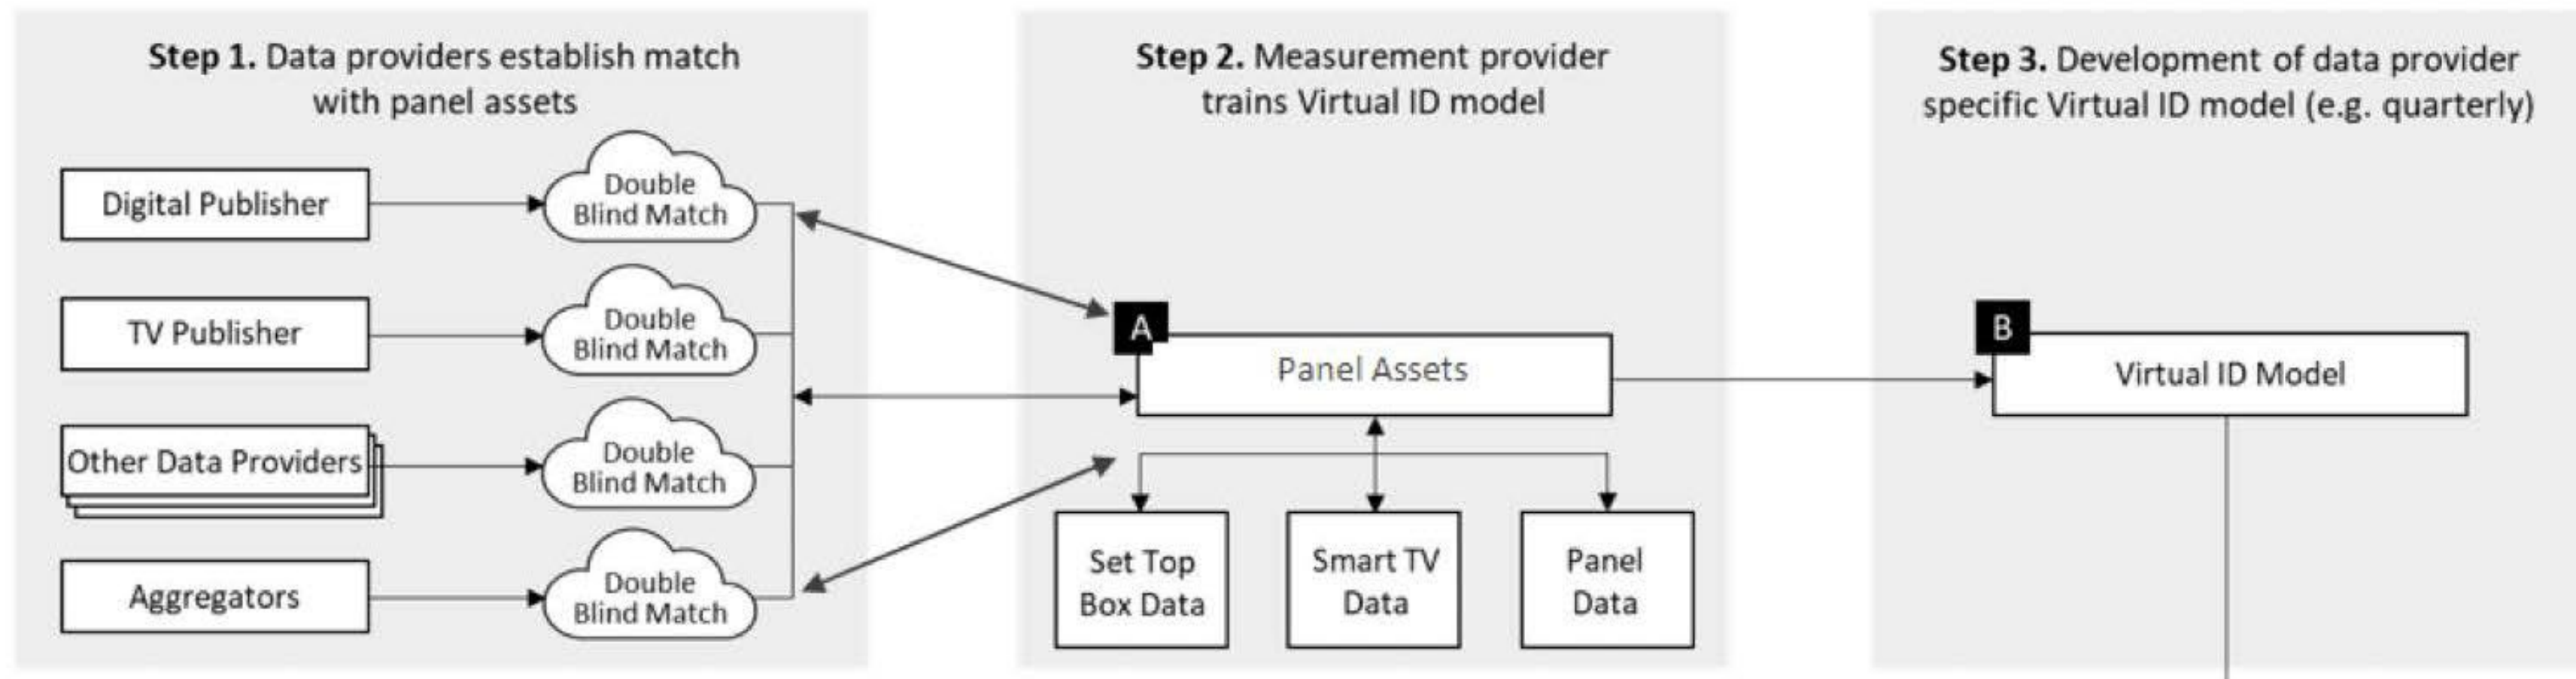 Step 1. Data providers establish match
with panel assets
Digital Publisher
Double
Blind Match
TV Publisher
Double
Blind Match
Other Data Providers
Double
Blind Match
Aggregators
Double
Blind Match
Step 2. Measurement provider
trains Virtual ID model
A
Panel Assets
Set Top
Box Data
Smart TV
Data
Panel
Data
Step 3. Development of data provider
specific Virtual ID model (e.g. quarterly)
B
Virtual ID Model